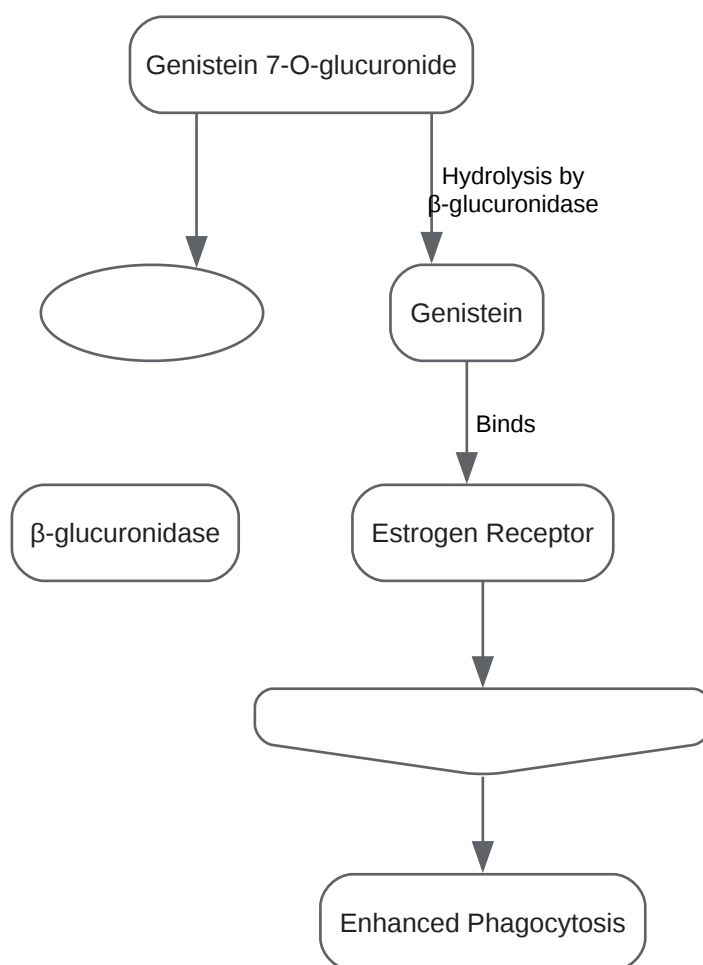 Genistein 7-O-glucuronide
Hydrolysis by
β-glucuronidase
Genistein
Binds
β-glucuronidase
Estrogen Receptor
Enhanced Phagocytosis